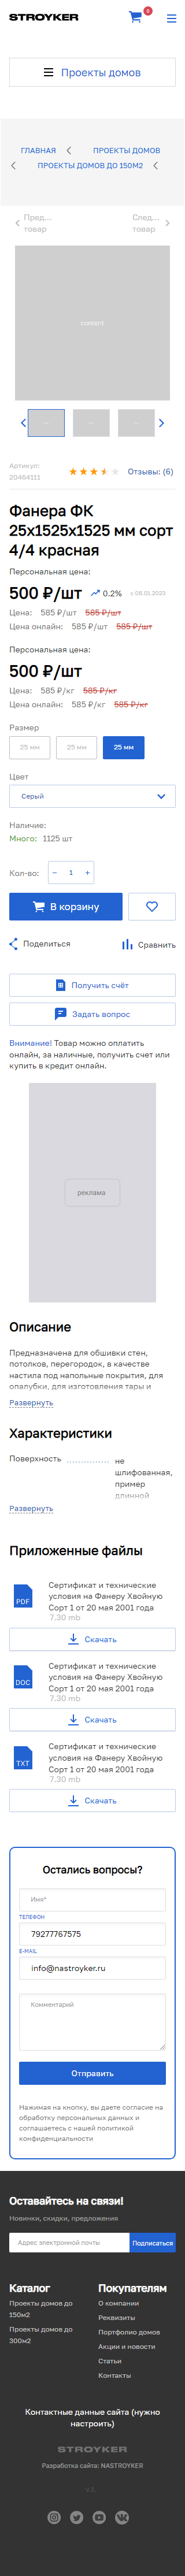 STROYKER
0
Проекты домов
ГЛАВНАЯ
ПРОЕКТЫ ДОМОВ
ПРОЕКТЫ ДОМОВ ДО 150М2
Пред...
товар
След...
товар
content
Артикул:
20464111
Отзывы: (6)
Фанера ФК
25х1525х1525 мм сорт
4/4 красная
Персональная цена:
500 ₽/шт
0.2%
с 08.03.2023
Цена: 585 ₽/шт 585 ₽/шт
Цена онлайн: 585 ₽/шт 585 ₽/шт
Персональная цена:
500 ₽/шт
Цена: 585 ₽/кг 585 ₽/кг
Цена онлайн: 585 ₽/кг 585 ₽/кг
Размер
25 мм
25 мм
25 мм
Цвет
Серый
Наличие:
Много: 1125 шт
Кол-во:
− 1 +
В корзину
Поделиться
Сравнить
Получить счёт
Задать вопрос
Внимание! Товар можно оплатить
онлайн, за наличные, получить счет или
купить в кредит онлайн.
реклама
Описание
Предназначена для обшивки стен,
потолков, перегородок, в качестве
настила под напольные покрытия, для
опалубки, для изготовления тары и
Развернуть
Характеристики
Поверхность
не
шлифованная,
пример
длинной
Развернуть
Приложенные файлы
PDF
Сертификат и технические
условия на Фанеру Хвойную
Сорт 1 от 20 мая 2001 года
7.30 mb
Скачать
DOC
Сертификат и технические
условия на Фанеру Хвойную
Сорт 1 от 20 мая 2001 года
7.30 mb
Скачать
TXT
Сертификат и технические
условия на Фанеру Хвойную
Сорт 1 от 20 мая 2001 года
7.30 mb
Скачать
Остались вопросы?
Имя*
ТЕЛЕФОН
79277767575
E-MAIL
info@nastroyker.ru
Комментарий
Отправить
Нажимая на кнопку, вы даете согласие на
обработку персональных данных и
соглашаетесь с нашей политикой
конфиденциальности
Оставайтесь на связи!
Новинки, скидки, предложения
Адрес электронной почты
Подписаться
Каталог
Проекты домов до
150м2
Проекты домов до
300м2
Покупателям
О компании
Реквизиты
Портфолио домов
Акции и новости
Статьи
Контакты
Контактные данные сайта (нужно
настроить)
STROYKER
Разработка сайта: NASTROYKER